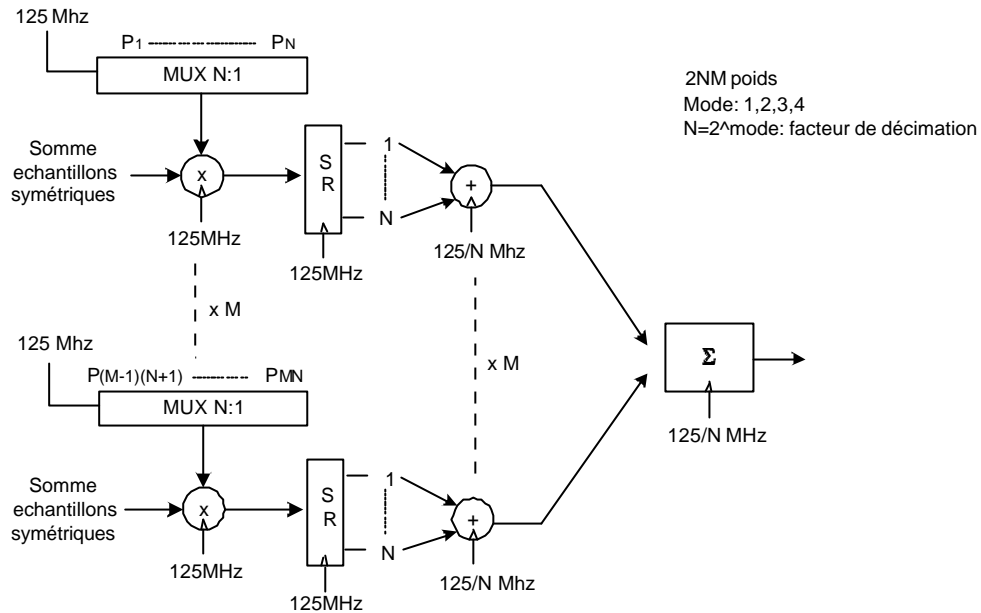 125 Mhz
P1 ---------------------- PN
MUX N:1
2NM poids
Mode: 1,2,3,4
N=2^mode: facteur de décimation
Somme
echantillons
symétriques
x
125MHz
S
R
125MHz
1
N
+
125/N Mhz
x M
x M
Σ
125/N MHz
125 Mhz
P(M-1)(N+1) ----------- PMN
MUX N:1
Somme
echantillons
symétriques
x
125MHz
S
R
125MHz
1
N
+
125/N Mhz